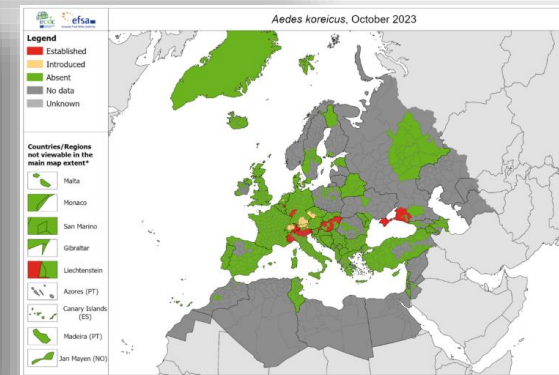 ecdc
efsa
Aedes koreicus, October 2023
Legend
Established
Introduced
Absent
No data
Unknown
Countries/Regions
not viewable in the
main map extent*
Malta
Monaco
San Marino
Gibraltar
Liechtenstein
Azores (PT)
Canary Islands
(ES)
Madeira (PT)
Jan Mayen (NO)